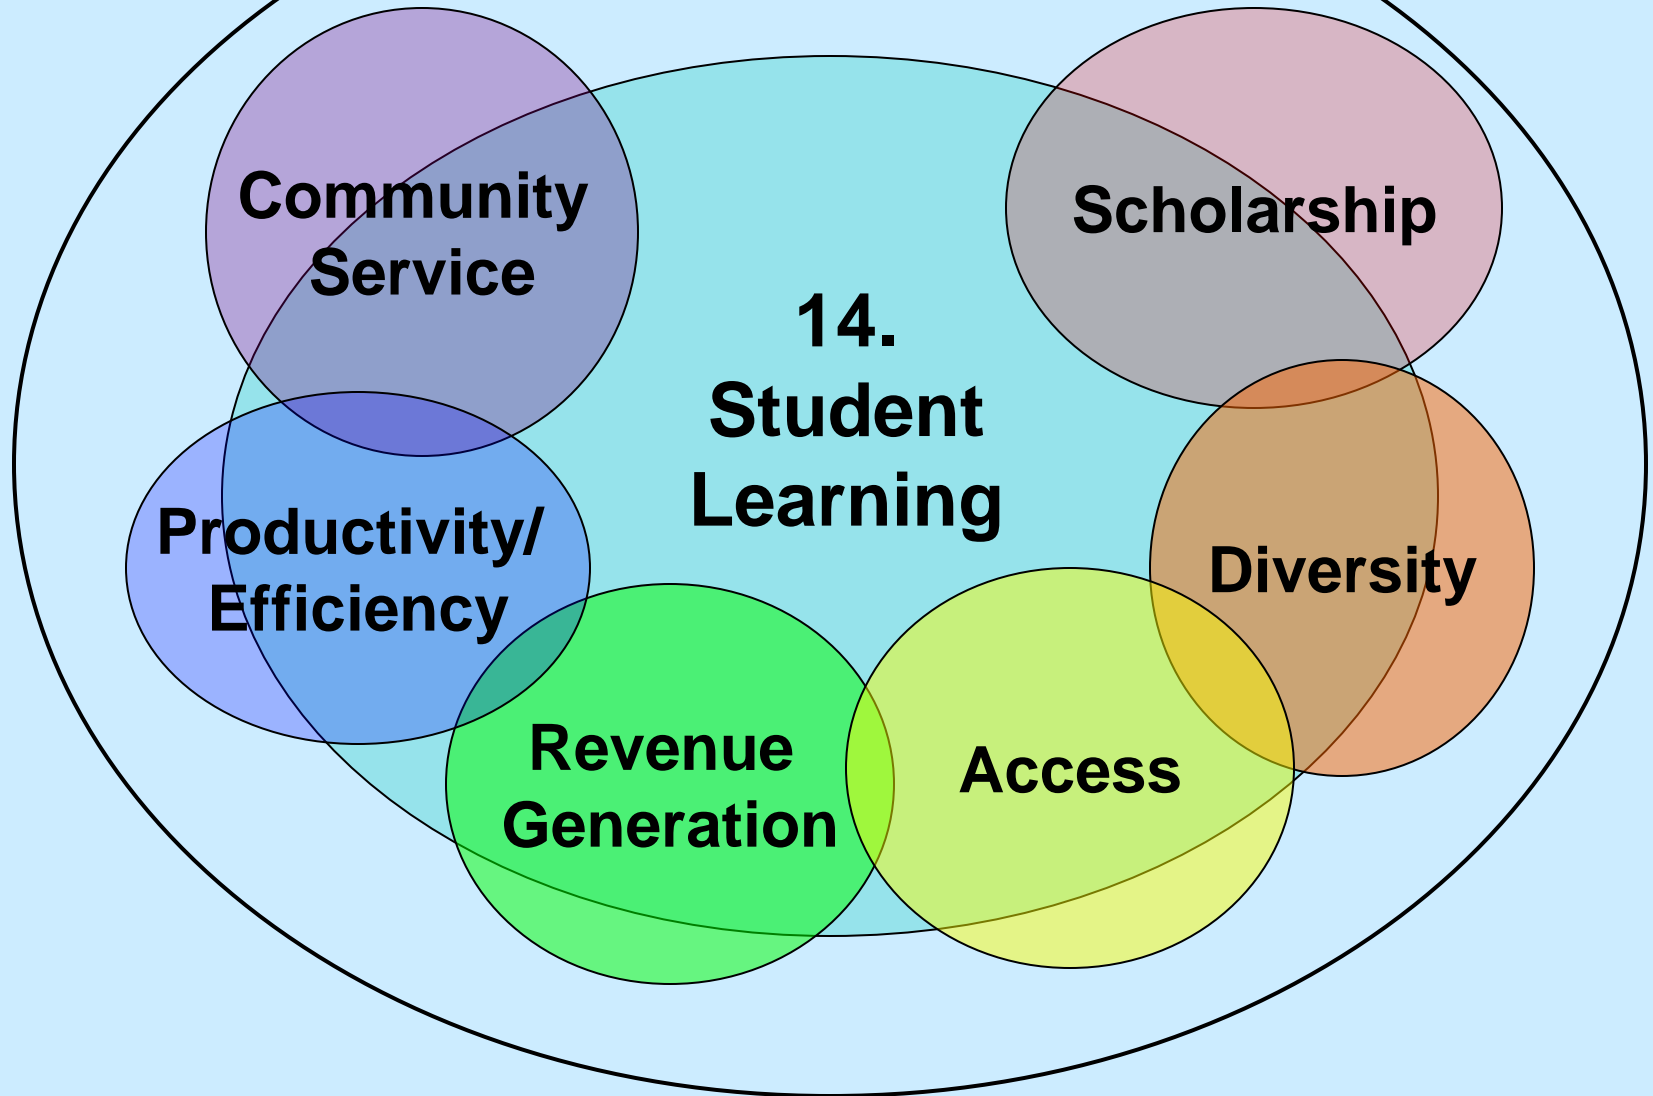 Community
Service
Scholarship
14.
Student
Learning
Productivity/
Efficiency
Diversity
Revenue
Generation
Access